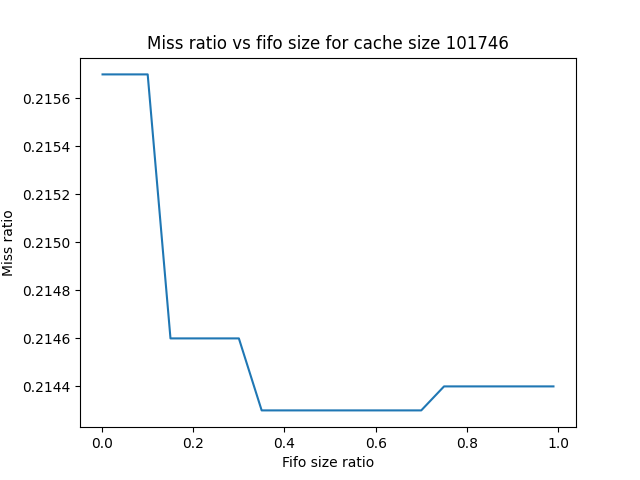 Miss ratio vs fifo size for cache size 101746
0.2156
0.2154
0.2152
0.2150
0.2148
0.2146
0.2144
Miss ratio
0.0 0.2 0.4 0.6 0.8 1.0
Fifo size ratio